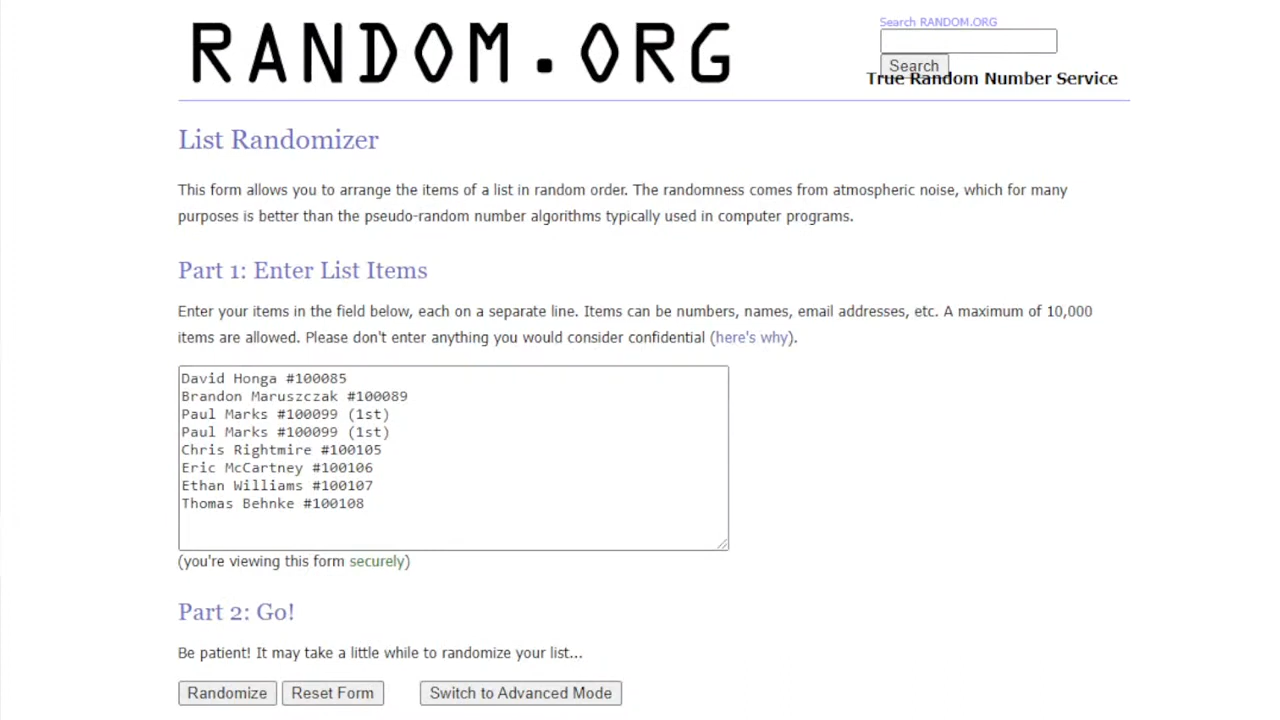 RANDOM.ORG
Search RANDOM.ORG
Search
True Random Number Service
List Randomizer
This form allows you to arrange the items of a list in random order. The randomness comes from atmospheric noise, which for many
purposes is better than the pseudo-random number algorithms typically used in computer programs.
Part 1: Enter List Items
Enter your items in the field below, each on a separate line. Items can be numbers, names, email addresses, etc. A maximum of 10,000
items are allowed. Please don't enter anything you would consider confidential (here's why).
David Honga #100085
Brandon Maruszczak #100089
Paul Marks #100099 (1st)
Paul Marks #100099 (1st)
Chris Rightmire #100105
Eric McCartney #100106
Ethan Williams #100107
Thomas Behnke #100108
(you're viewing this form securely)
Part 2: Go!
Be patient! It may take a little while to randomize your list...
Randomize Reset Form Switch to Advanced Mode